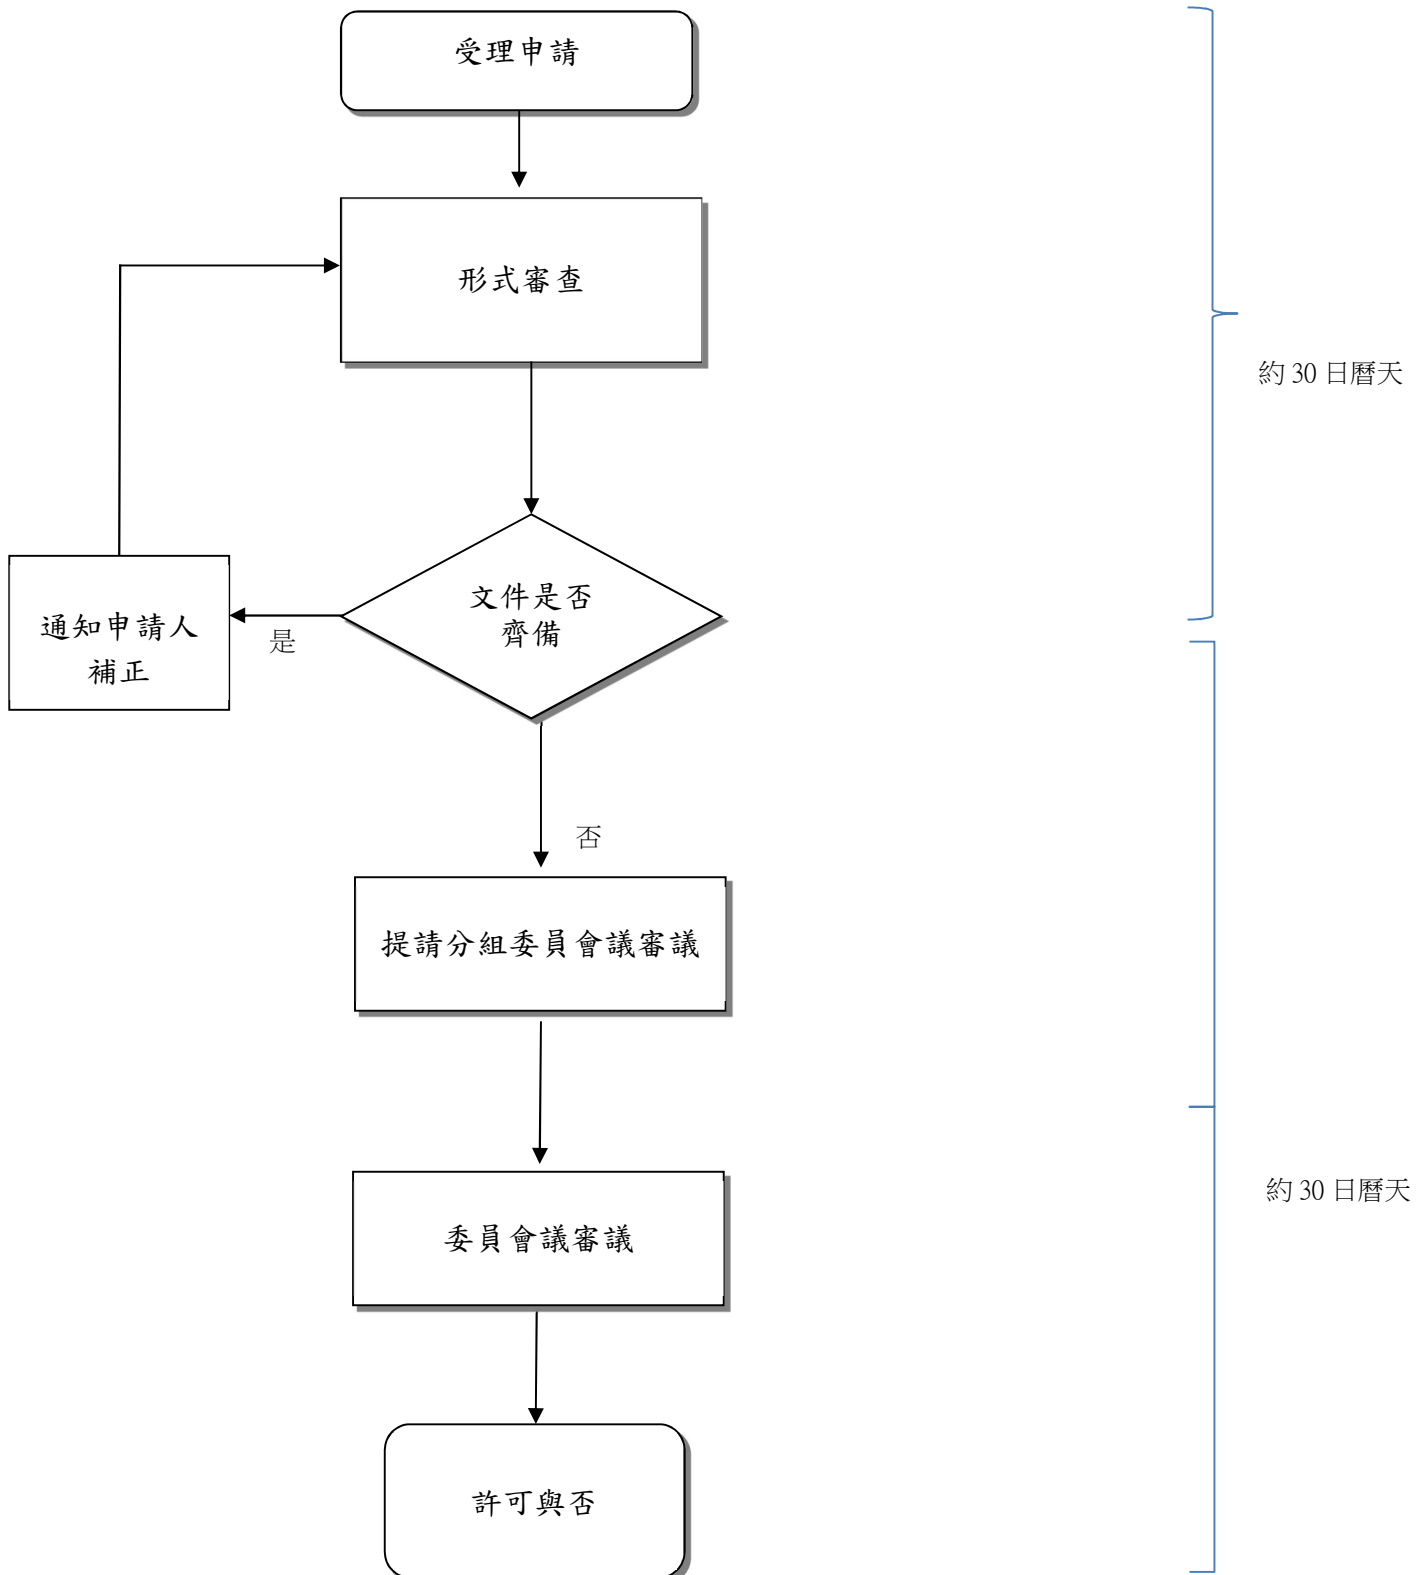 受理申請
形式審查
約 30 日曆天
文件是否
齊備
通知申請人
補正
是
否
提請分組委員會議審議
委員會議審議
約 30 日曆天
許可與否